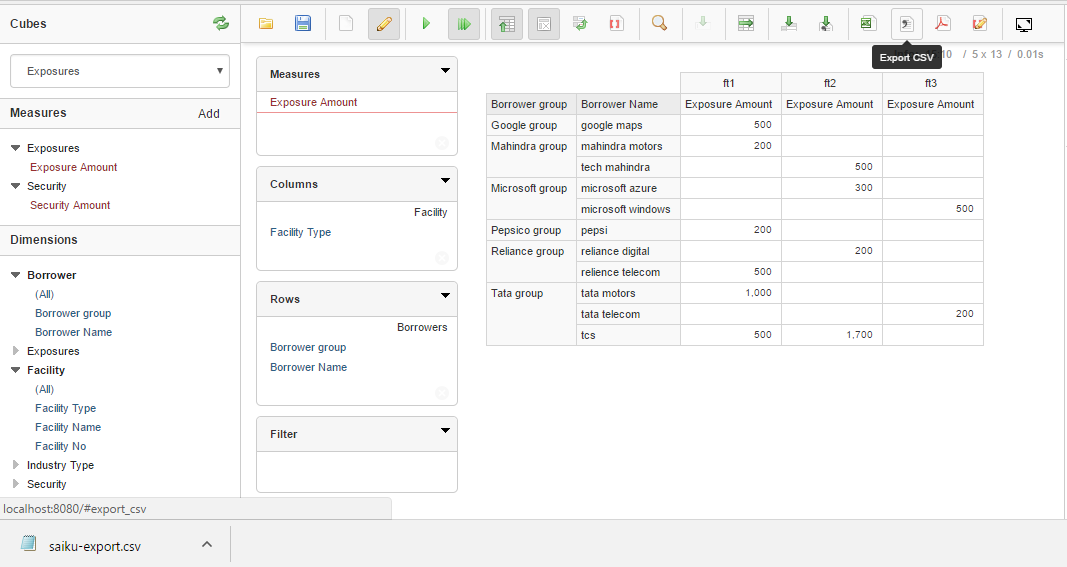 Cubes
Exposures
Measures Add
Exposures
Exposure Amount
Security
Security Amount
Dimensions
Borrower
(All)
Borrower group
Borrower Name
Exposures
Facility
(All)
Facility Type
Facility Name
Facility No
Industry Type
Security
localhost:8080/#export_csv
Measures
Exposure Amount
Columns
Facility
Facility Type
Rows
Borrowers
Borrower group
Borrower Name
Filter
Export CSV
10 / 5 x 13 / 0.01s
ft1 ft2 ft3
Borrower group Borrower Name Exposure Amount Exposure Amount Exposure Amount
Google group google maps 500
Mahindra group mahindra motors 200
tech mahindra 500
Microsoft group microsoft azure 300
microsoft windows 500
Pepsico group pepsi 200
Reliance group reliance digital 200
relience telecom 500
Tata group tata motors 1,000
tata telecom 200
tcs 500 1,700
saiku-export.csv